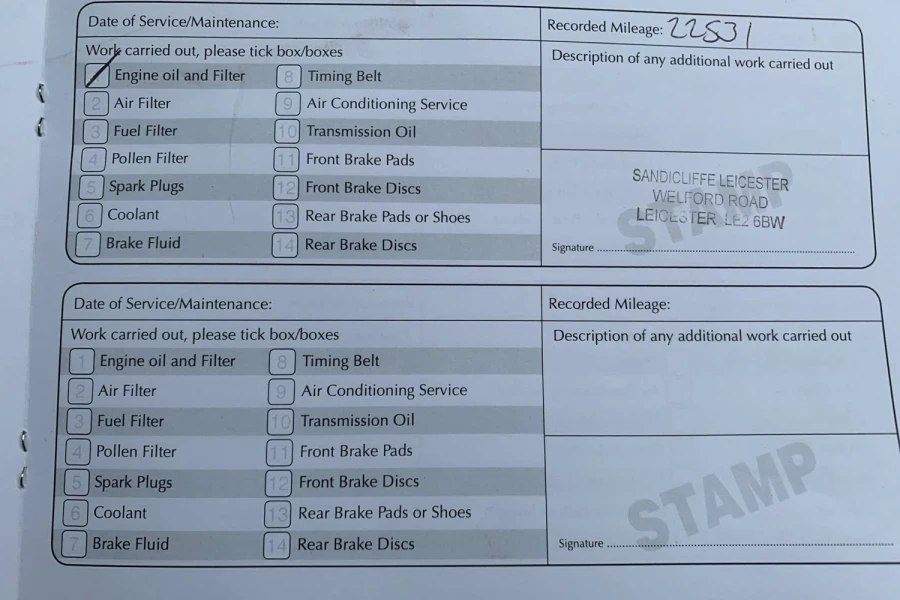 Date of Service/Maintenance:
Recorded Mileage: 22531
Work carried out, please tick box/boxes
Description of any additional work carried out
Engine oil and Filter
8 Timing Belt
2 Air Filter
9 Air Conditioning Service
3 Fuel Filter
10 Transmission Oil
4 Pollen Filter
11 Front Brake Pads
5 Spark Plugs
12 Front Brake Discs
6 Coolant
13 Rear Brake Pads or Shoes
7 Brake Fluid
14 Rear Brake Discs
STAMP
SANDICLIFFE LEICESTER
WELFORD ROAD
LEICESTER LE2 6BW
Signature
Date of Service/Maintenance:
Recorded Mileage:
Work carried out, please tick box/boxes
Description of any additional work carried out
1 Engine oil and Filter
8 Timing Belt
2 Air Filter
9 Air Conditioning Service
3 Fuel Filter
10 Transmission Oil
4 Pollen Filter
11 Front Brake Pads
5 Spark Plugs
12 Front Brake Discs
6 Coolant
13 Rear Brake Pads or Shoes
7 Brake Fluid
14 Rear Brake Discs
STAMP
Signature